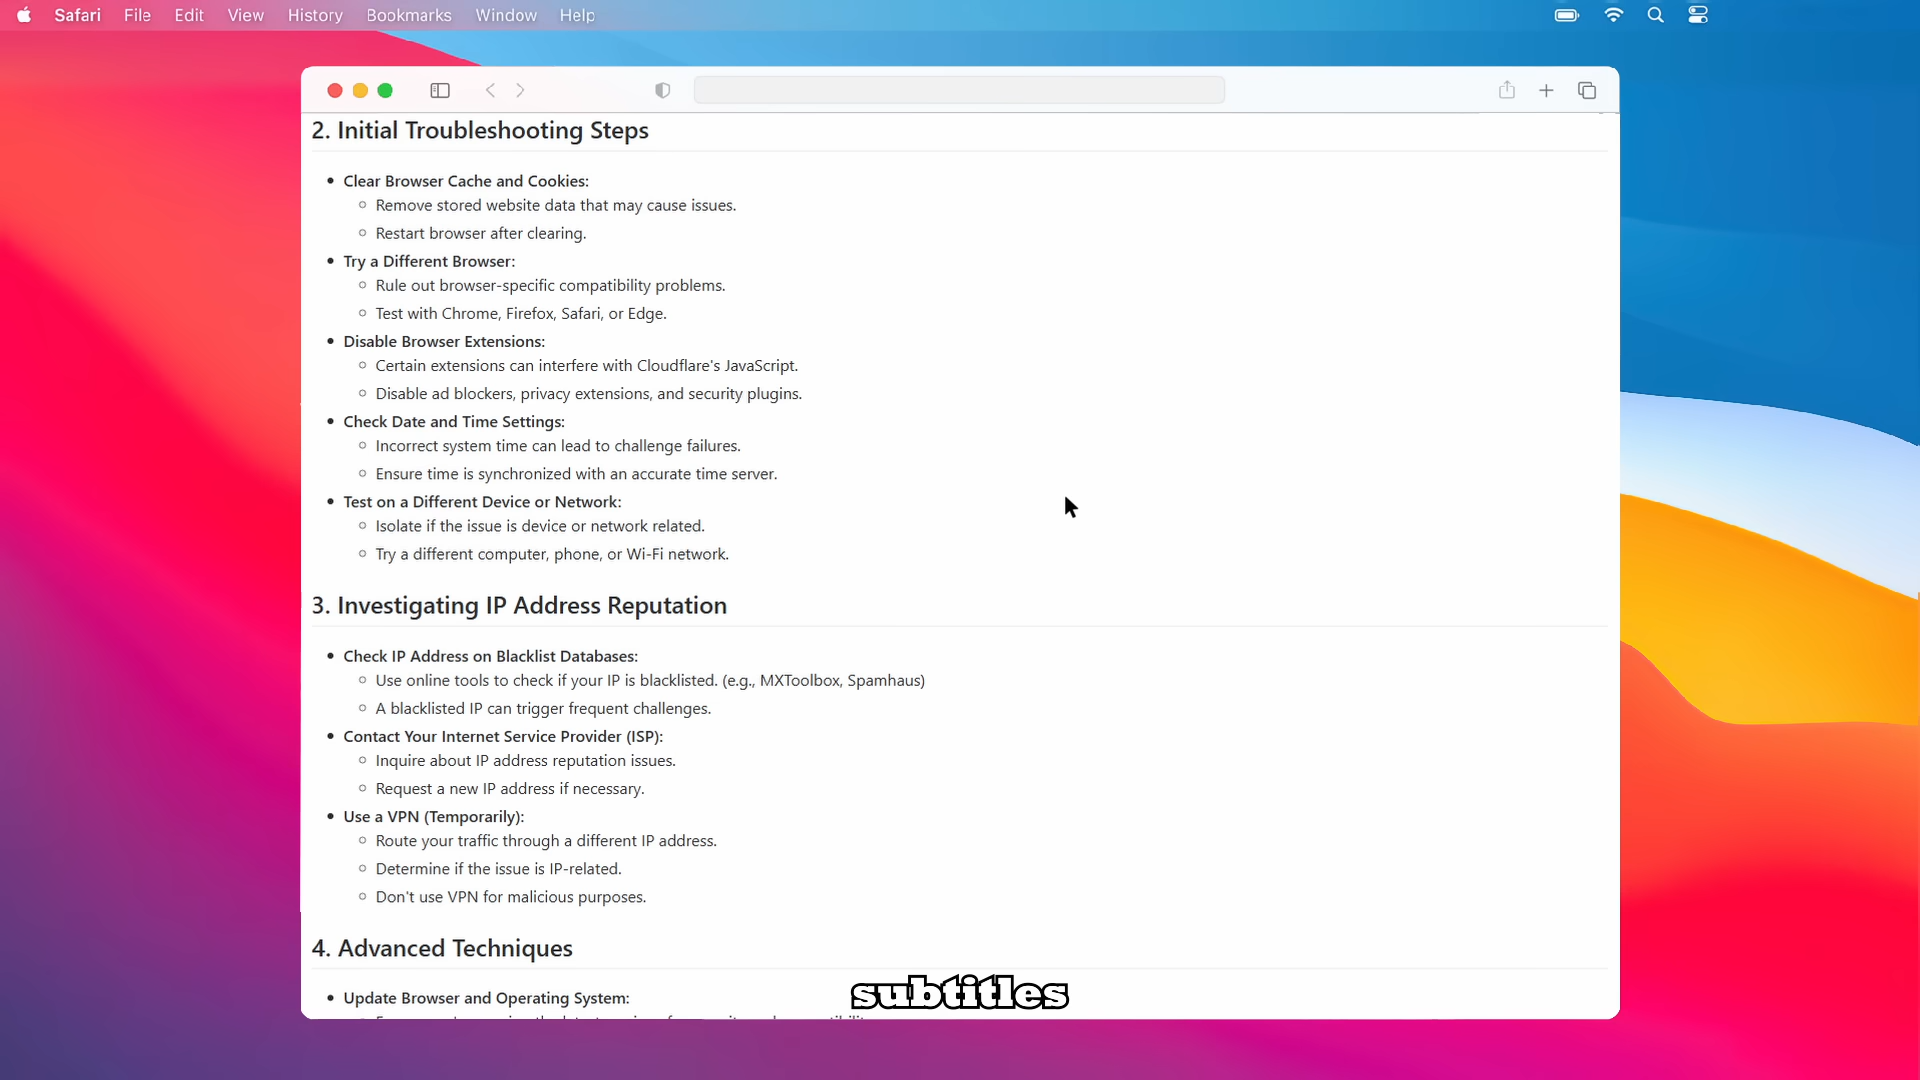 Safari File Edit View History Bookmarks Window Help
2. Initial Troubleshooting Steps
• Clear Browser Cache and Cookies:
◦ Remove stored website data that may cause issues.
◦ Restart browser after clearing.
• Try a Different Browser:
◦ Rule out browser-specific compatibility problems.
◦ Test with Chrome, Firefox, Safari, or Edge.
• Disable Browser Extensions:
◦ Certain extensions can interfere with Cloudflare's JavaScript.
◦ Disable ad blockers, privacy extensions, and security plugins.
• Check Date and Time Settings:
◦ Incorrect system time can lead to challenge failures.
◦ Ensure time is synchronized with an accurate time server.
• Test on a Different Device or Network:
◦ Isolate if the issue is device or network related.
◦ Try a different computer, phone, or Wi-Fi network.
3. Investigating IP Address Reputation
• Check IP Address on Blacklist Databases:
◦ Use online tools to check if your IP is blacklisted. (e.g., MXToolbox, Spamhaus)
◦ A blacklisted IP can trigger frequent challenges.
• Contact Your Internet Service Provider (ISP):
◦ Inquire about IP address reputation issues.
◦ Request a new IP address if necessary.
• Use a VPN (Temporarily):
◦ Route your traffic through a different IP address.
◦ Determine if the issue is IP-related.
◦ Don't use VPN for malicious purposes.
4. Advanced Techniques
• Update Browser and Operating System:
subtitles